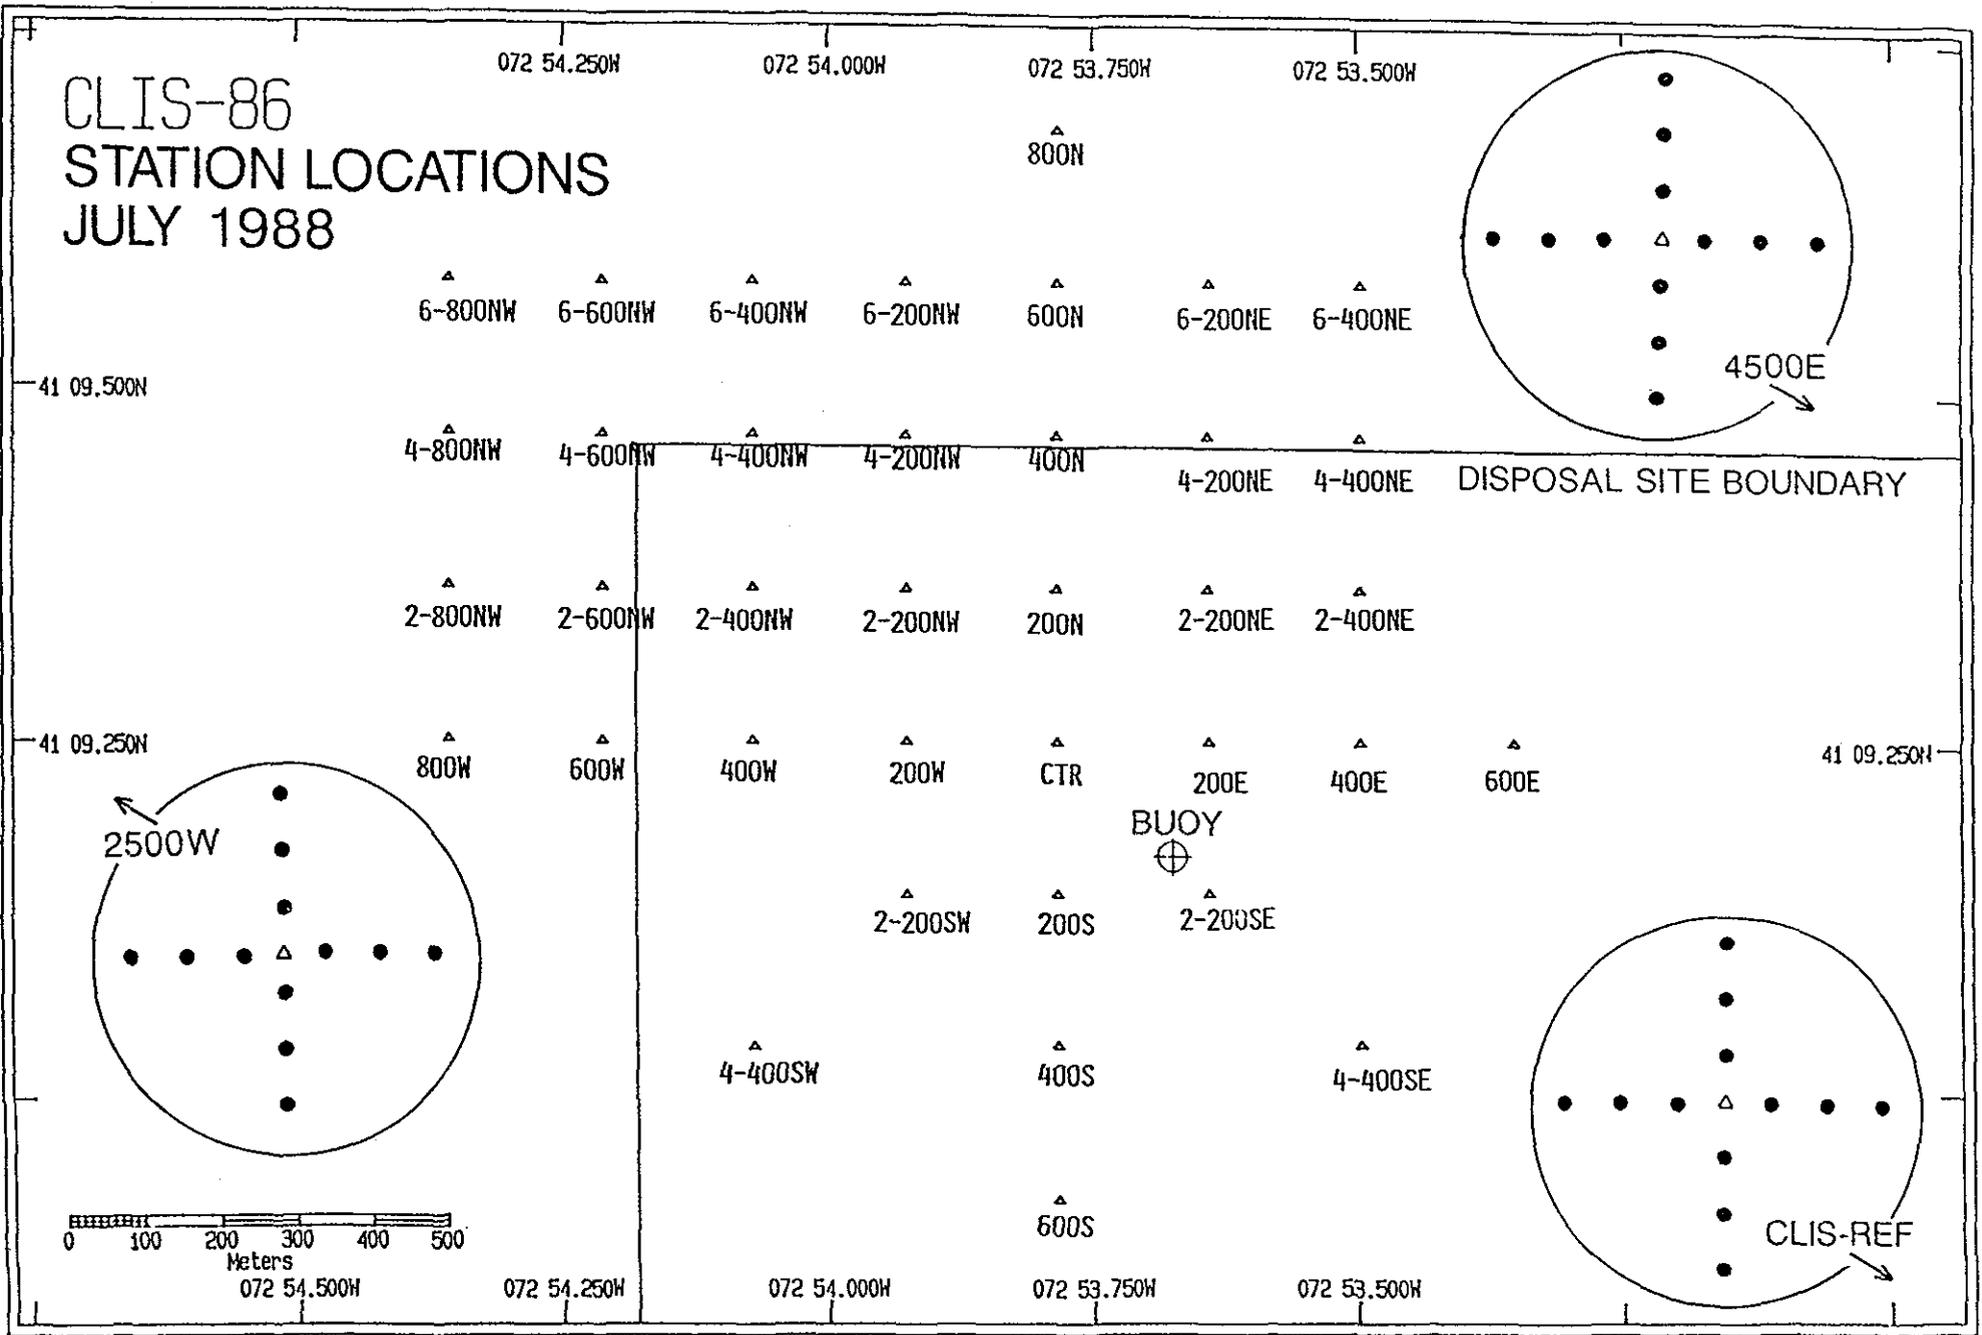 072 54.250W 072 54.000W 072 53.750W 072 53.500W
CLIS-86
STATION LOCATIONS
JULY 1988
800N
6-800NW 6-600NW 6-400NW 6-200NW 600N 6-200NE 6-400NE
4500E
41 09.500N
4-800NW 4-600NW 4-400NW 4-200NW 400N 4-200NE 4-400NE
DISPOSAL SITE BOUNDARY
2-800NW 2-600NW 2-400NW 2-200NW 200N 2-200NE 2-400NE
41 09.250N 41 09.250N
800W 600W 400W 200W CTR 200E 400E 600E
BUOY
2500W
2-200SW 200S 2-200SE
4-400SW 400S 4-400SE
600S
CLIS-REF
0 100 200 300 400 500
Meters
072 54.500W 072 54.250W 072 54.000W 072 53.750W 072 53.500W